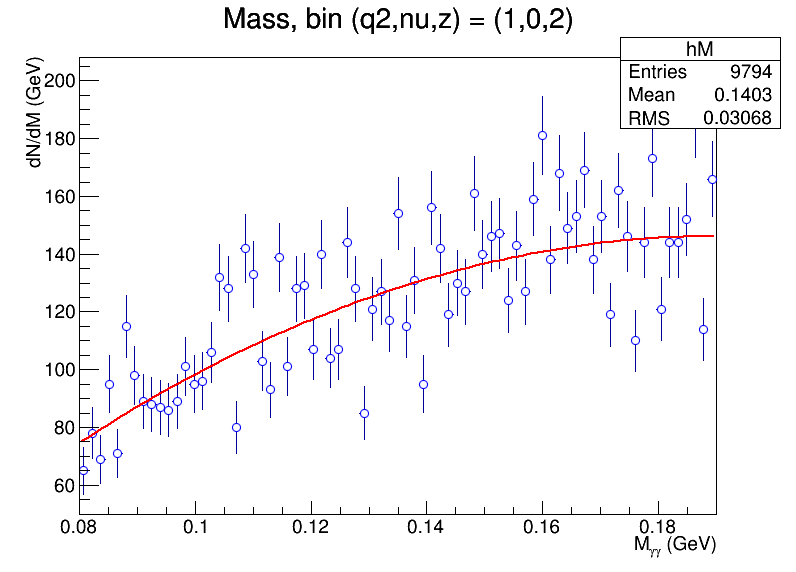 Mass, bin (q2,nu,z) = (1,0,2)
hM
Entries 9794
Mean 0.1403
RMS 0.03068
dN/dM (GeV)
200
180
160
140
120
100
80
60
0.08 0.1 0.12 0.14 0.16 0.18
Mγγ (GeV)